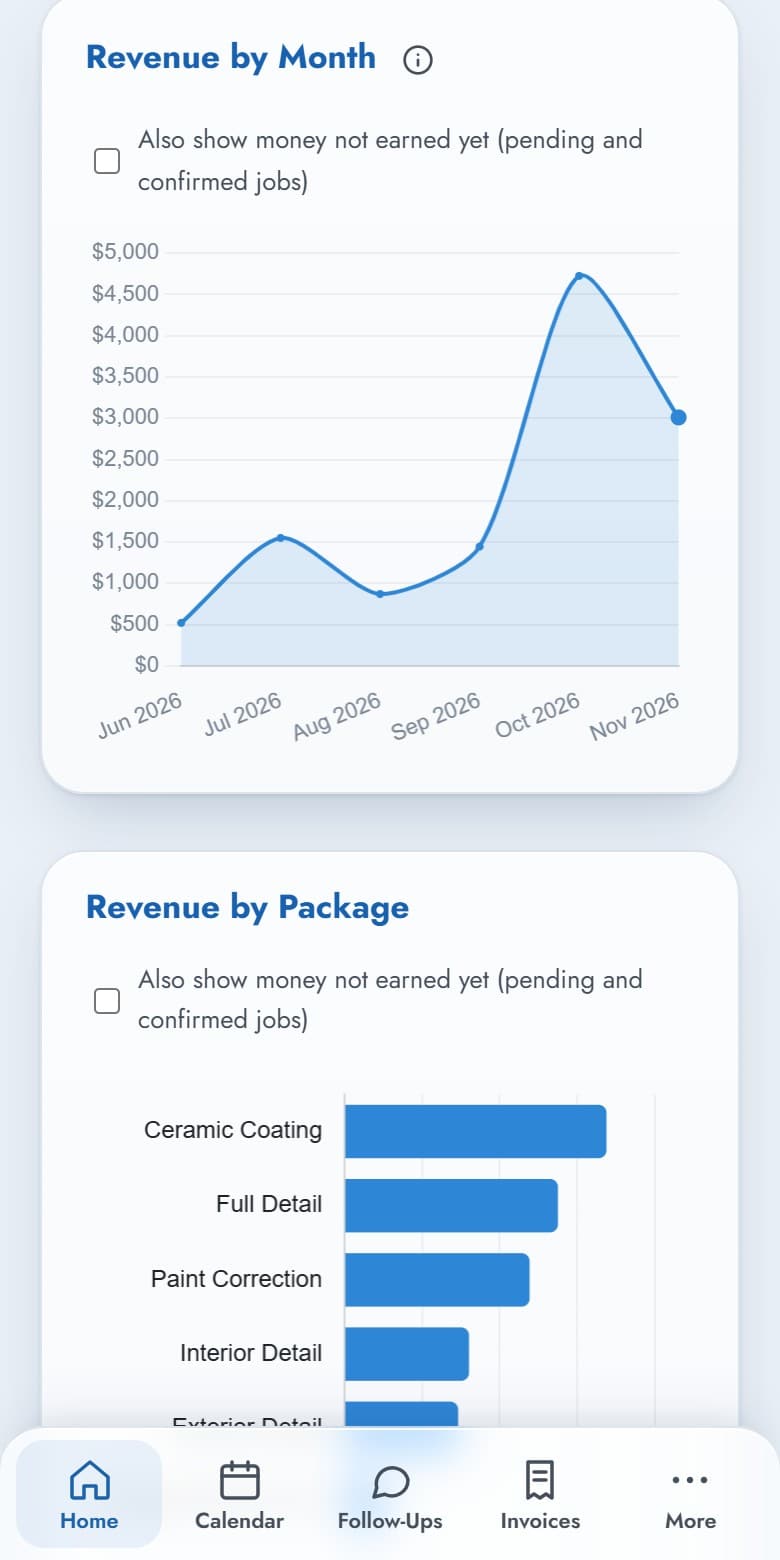 Revenue by Month
Also show money not earned yet (pending and
confirmed jobs)
$5,000
$4,500
$4,000
$3,500
$3,000
$2,500
$2,000
$1,500
$1,000
$500
$0
Jun 2026
Jul 2026
Aug 2026
Sep 2026
Oct 2026
Nov 2026
Revenue by Package
Also show money not earned yet (pending and
confirmed jobs)
Ceramic Coating
Full Detail
Paint Correction
Interior Detail
Exterior Detail
Home
Calendar
Follow-Ups
Invoices
More